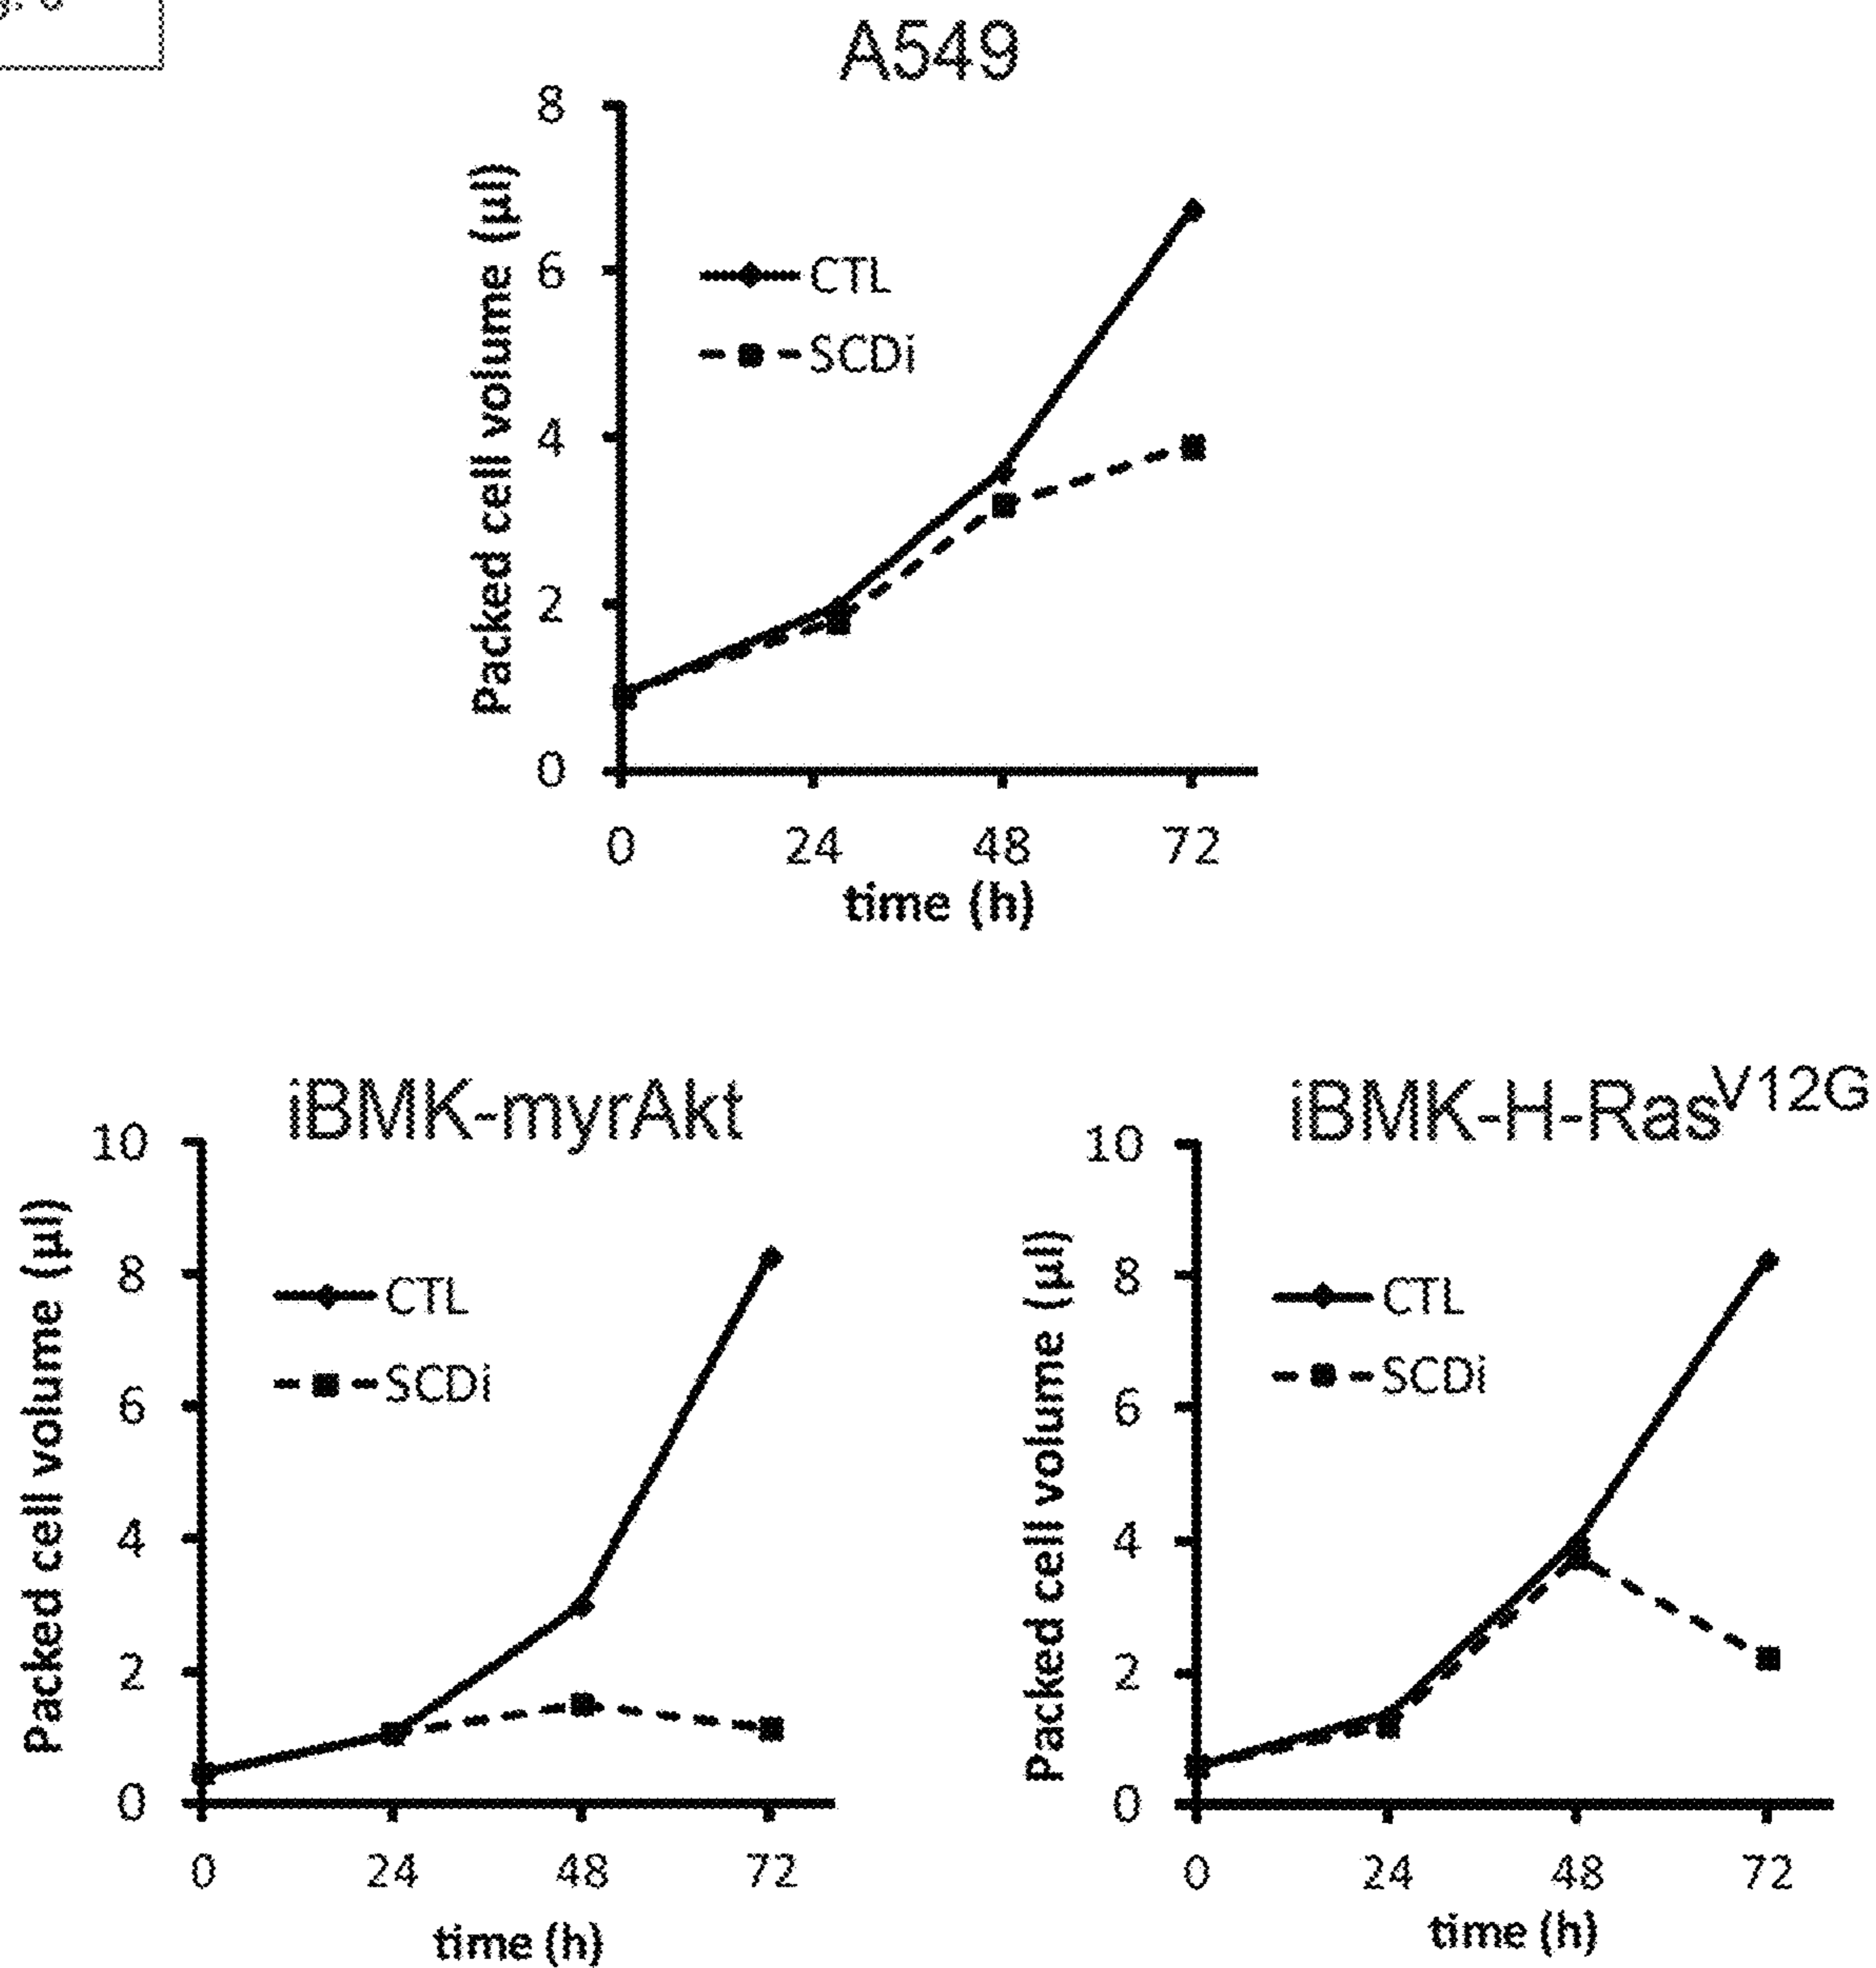 A549
8
6
4
2
0
Packed cell volume (µl)
CTL
SCDi
0 24 48 72
time (h)
iBMK-myrAkt
10
8
6
4
2
0
Packed cell volume (µl)
CTL
SCDi
0 24 48 72
time (h)
iBMK-H-Ras^V12G
10
8
6
4
2
0
Packed cell volume (µl)
CTL
SCDi
0 24 48 72
time (h)